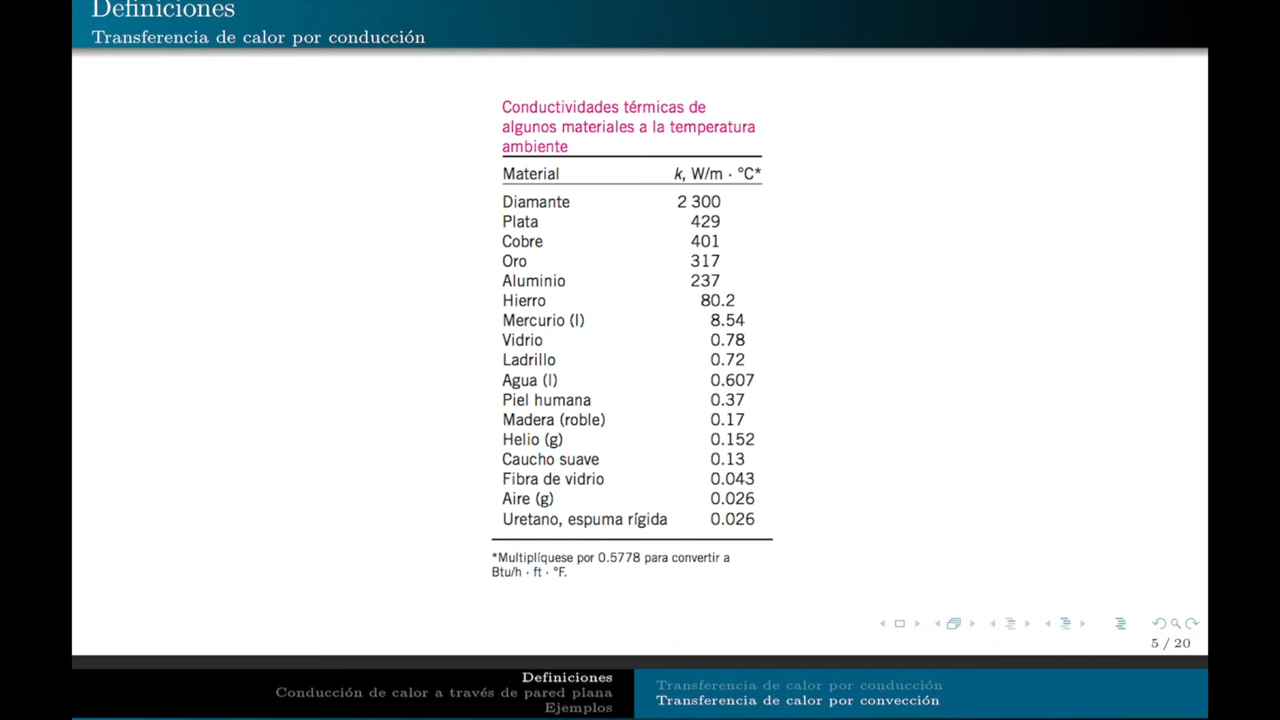 Definiciones
Transferencia de calor por conducción
Conductividades térmicas de
algunos materiales a la temperatura
ambiente
Material k, W/m · °C*
Diamante 2 300
Plata 429
Cobre 401
Oro 317
Aluminio 237
Hierro 80.2
Mercurio (l) 8.54
Vidrio 0.78
Ladrillo 0.72
Agua (l) 0.607
Piel humana 0.37
Madera (roble) 0.17
Helio (g) 0.152
Caucho suave 0.13
Fibra de vidrio 0.043
Aire (g) 0.026
Uretano, espuma rígida 0.026
*Multiplíquese por 0.5778 para convertir a
Btu/h · ft · °F.
5 / 20
Definiciones
Conducción de calor a través de pared plana
Ejemplos
Transferencia de calor por conducción
Transferencia de calor por convección